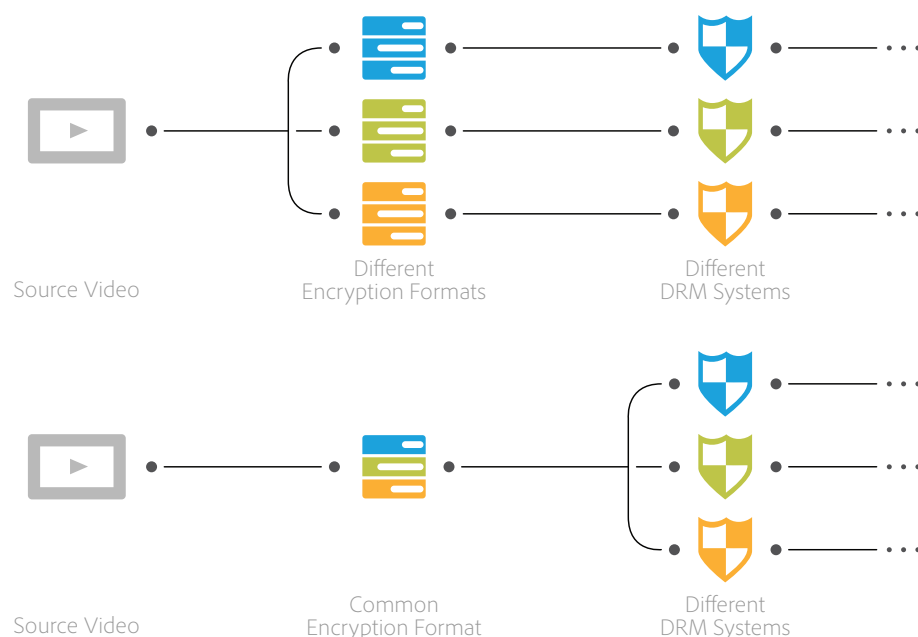 Different
Encryption Formats
Different
DRM Systems
Source Video
Common
Encryption Format
Different
DRM Systems
Source Video